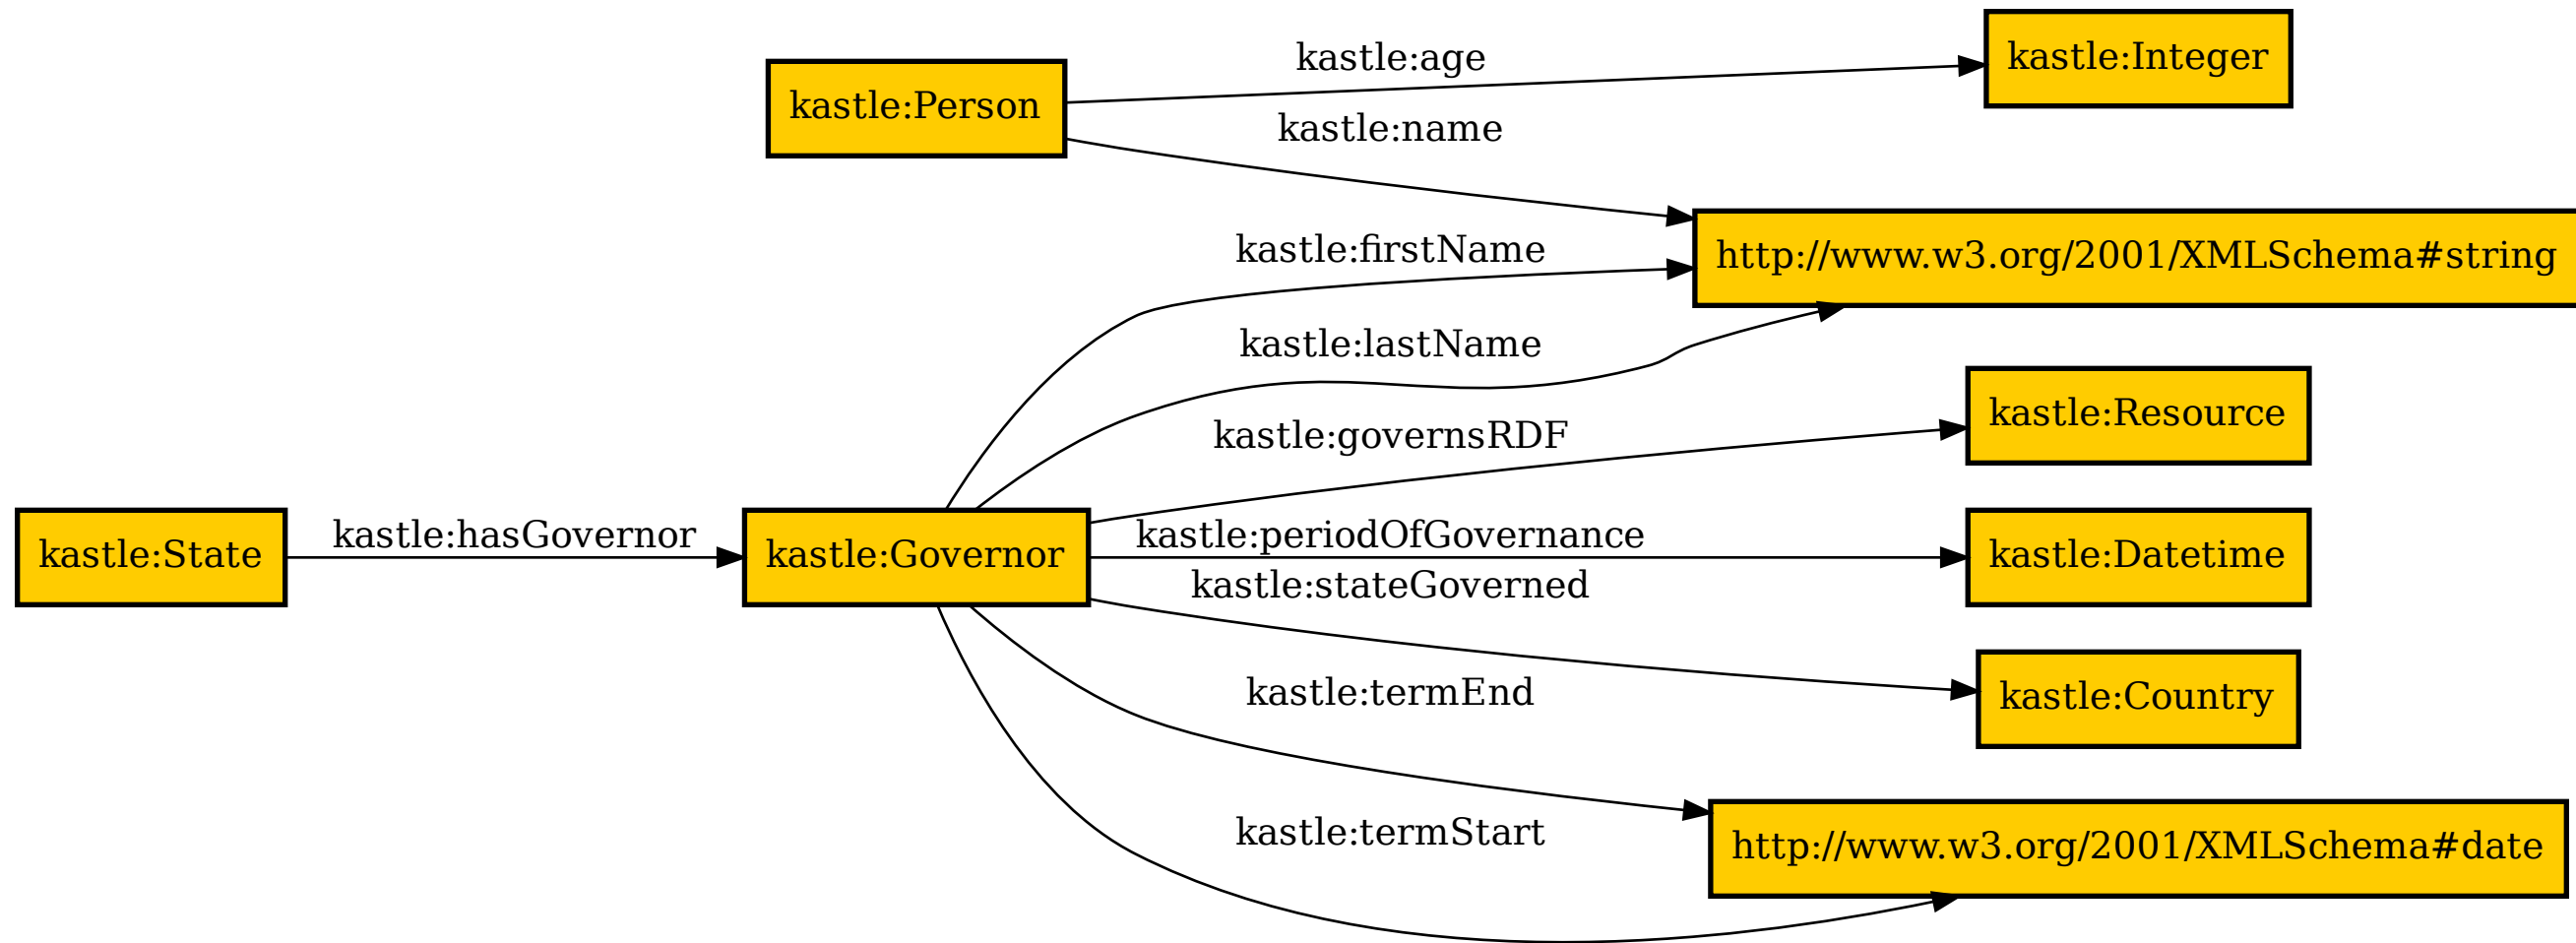 kastle:Person
kastle:age
kastle:Integer
kastle:name
http://www.w3.org/2001/XMLSchema#string
kastle:firstName
kastle:lastName
kastle:Resource
kastle:governsRDF
kastle:State
kastle:hasGovernor
kastle:Governor
kastle:periodOfGovernance
kastle:Datetime
kastle:stateGoverned
kastle:Country
kastle:termEnd
kastle:termStart
http://www.w3.org/2001/XMLSchema#date